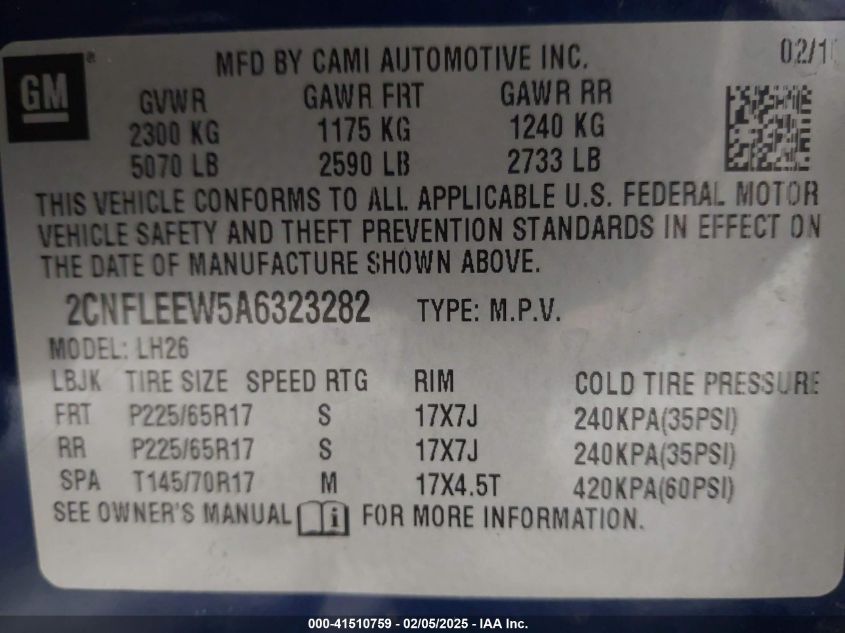 GM
MFD BY CAMI AUTOMOTIVE INC.
GVWR GAWR FRT GAWR RR
2300 KG 1175 KG 1240 KG
5070 LB 2590 LB 2733 LB
THIS VEHICLE CONFORMS TO ALL APPLICABLE U.S. FEDERAL MOTOR
VEHICLE SAFETY AND THEFT PREVENTION STANDARDS IN EFFECT ON
THE DATE OF MANUFACTURE SHOWN ABOVE.
2CNFLEEW5A6323282 TYPE: M.P.V.
MODEL: LH26
LBJK TIRE SIZE SPEED RTG RIM COLD TIRE PRESSURE
FRT P225/65R17 S 17X7J 240KPA(35PSI)
RR P225/65R17 S 17X7J 240KPA(35PSI)
SPA T145/70R17 M 17X4.5T 420KPA(60PSI)
SEE OWNER'S MANUAL FOR MORE INFORMATION.
000-41510759 - 02/05/2025 - IAA Inc.